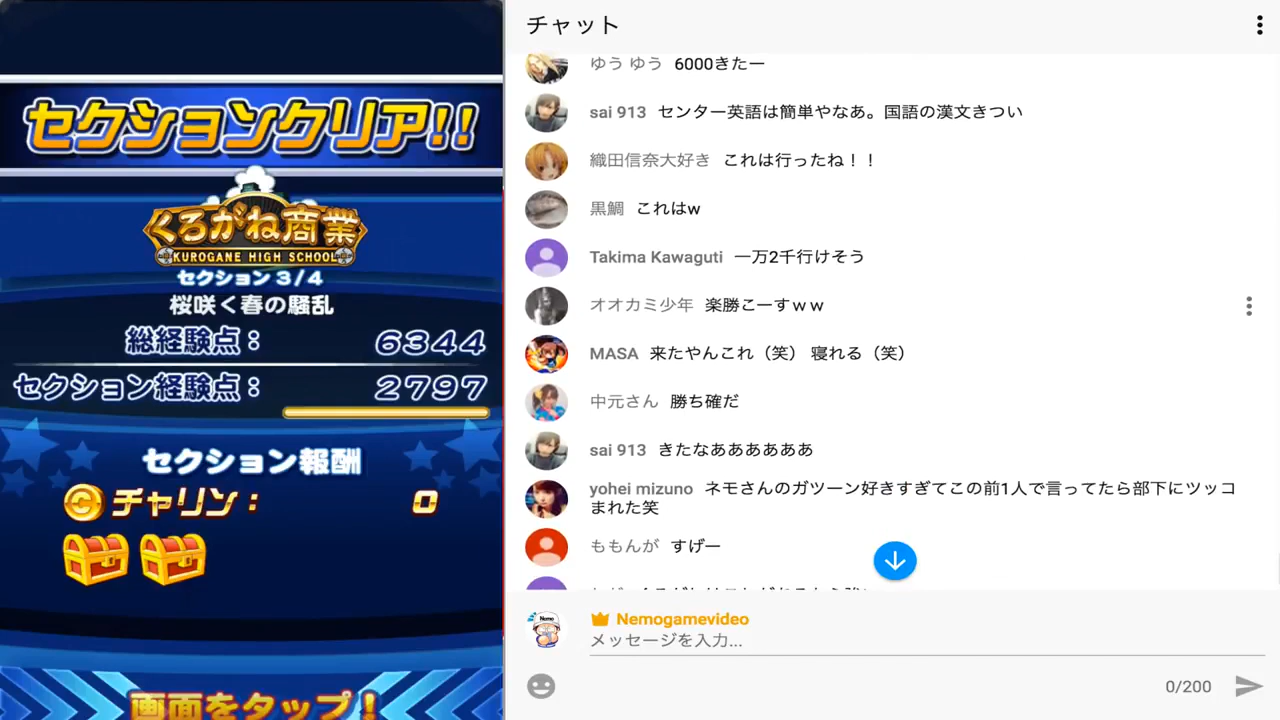 セクションクリア!!
くろがね商業
KUROGANE HIGH SCHOOL
セクション 3/4
桜咲く春の騒乱
総経験点： 6344
セクション経験点： 2797
セクション報酬
チャリン： 0
画面をタップ！
チャット
ゆう ゆう 6000きたー
sai 913 センター英語は簡単やなあ。国語の漢文きつい
織田信奈大好き これは行ったね！！
黒鯛 これはw
Takima Kawaguti 一万2千行けそう
オオカミ少年 楽勝こーすｗｗ
MASA 来たやんこれ（笑） 寝れる（笑）
中元さん 勝ち確だ
sai 913 きたなああああああ
yohei mizuno ネモさんのガツーン好きすぎてこの前1人で言ってたら部下にツッコ
まれた笑
ももんが すげー
Nemo
Nemogamevideo
メッセージを入力...
0/200